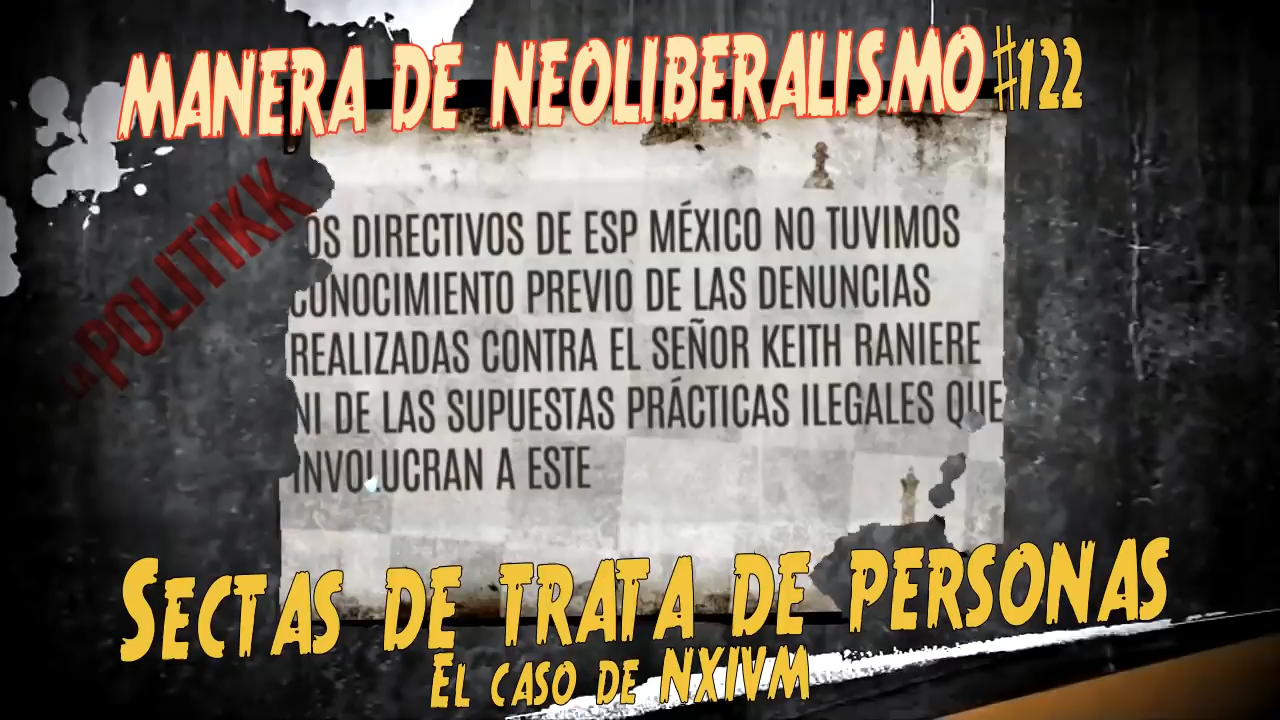 MANERA DE NEOLIBERALISMO #122
LA POLITIKK
OS DIRECTIVOS DE ESP MÉXICO NO TUVIMOS
CONOCIMIENTO PREVIO DE LAS DENUNCIAS
REALIZADAS CONTRA EL SEÑOR KEITH RANIERE
NI DE LAS SUPUESTAS PRÁCTICAS ILEGALES QUE
INVOLUCRAN A ESTE
SECTAS DE TRATA DE PERSONAS
EL CASO DE NXIVM